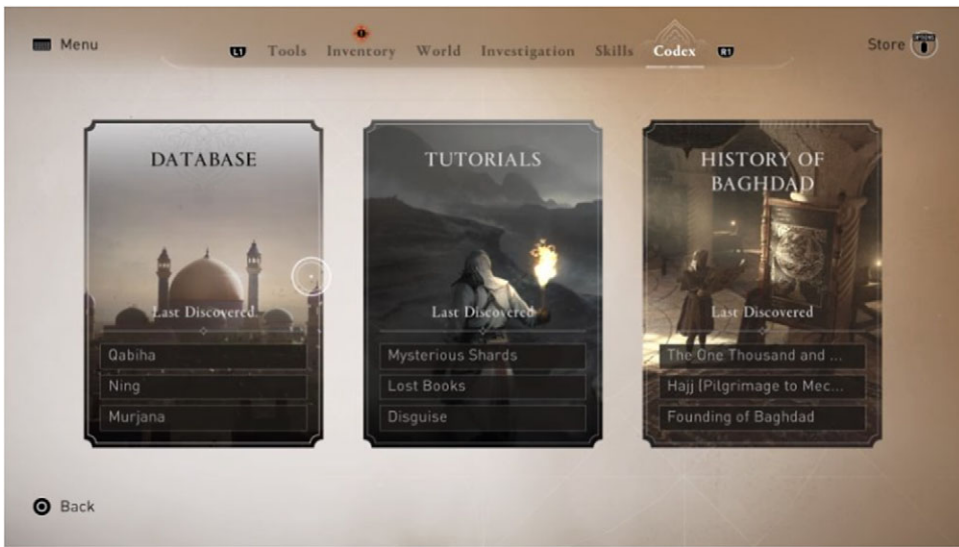 Menu
L1 Tools Inventory World Investigation Skills Codex R1
Store OPTIONS
DATABASE
Last Discovered
Qabiha
Ning
Murjana
TUTORIALS
Last Discovered
Mysterious Shards
Lost Books
Disguise
HISTORY OF
BAGHDAD
Last Discovered
The One Thousand and ...
Hajj (Pilgrimage to Mec...
Founding of Baghdad
Back